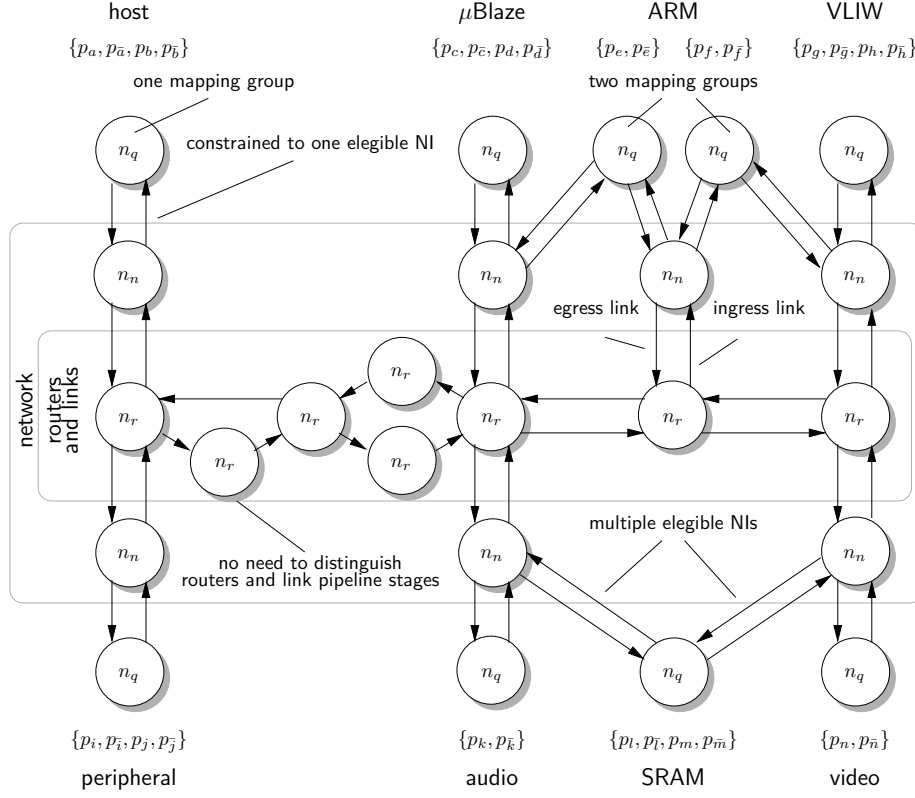 host μBlaze ARM VLIW
{p_a, p_ā, p_b, p_b̄} {p_c, p_c̄, p_d, p_d̄} {p_e, p_ē} {p_f, p_f̄} {p_g, p_ḡ, p_h, p_h̄}
one mapping group two mapping groups
constrained to one elegible NI
n_q n_q n_q n_q n_q
n_n n_n n_n n_n
egress link ingress link
network
routers
and links
n_r
n_r n_r n_r n_r n_r
n_r n_r
multiple elegible NIs
n_n n_n n_n
no need to distinguish
routers and link pipeline stages
n_q n_q n_q n_q
{p_i, p_ī, p_j, p_j̄} {p_k, p_k̄} {p_l, p_l̄, p_m, p_m̄} {p_n, p_n̄}
peripheral audio SRAM video